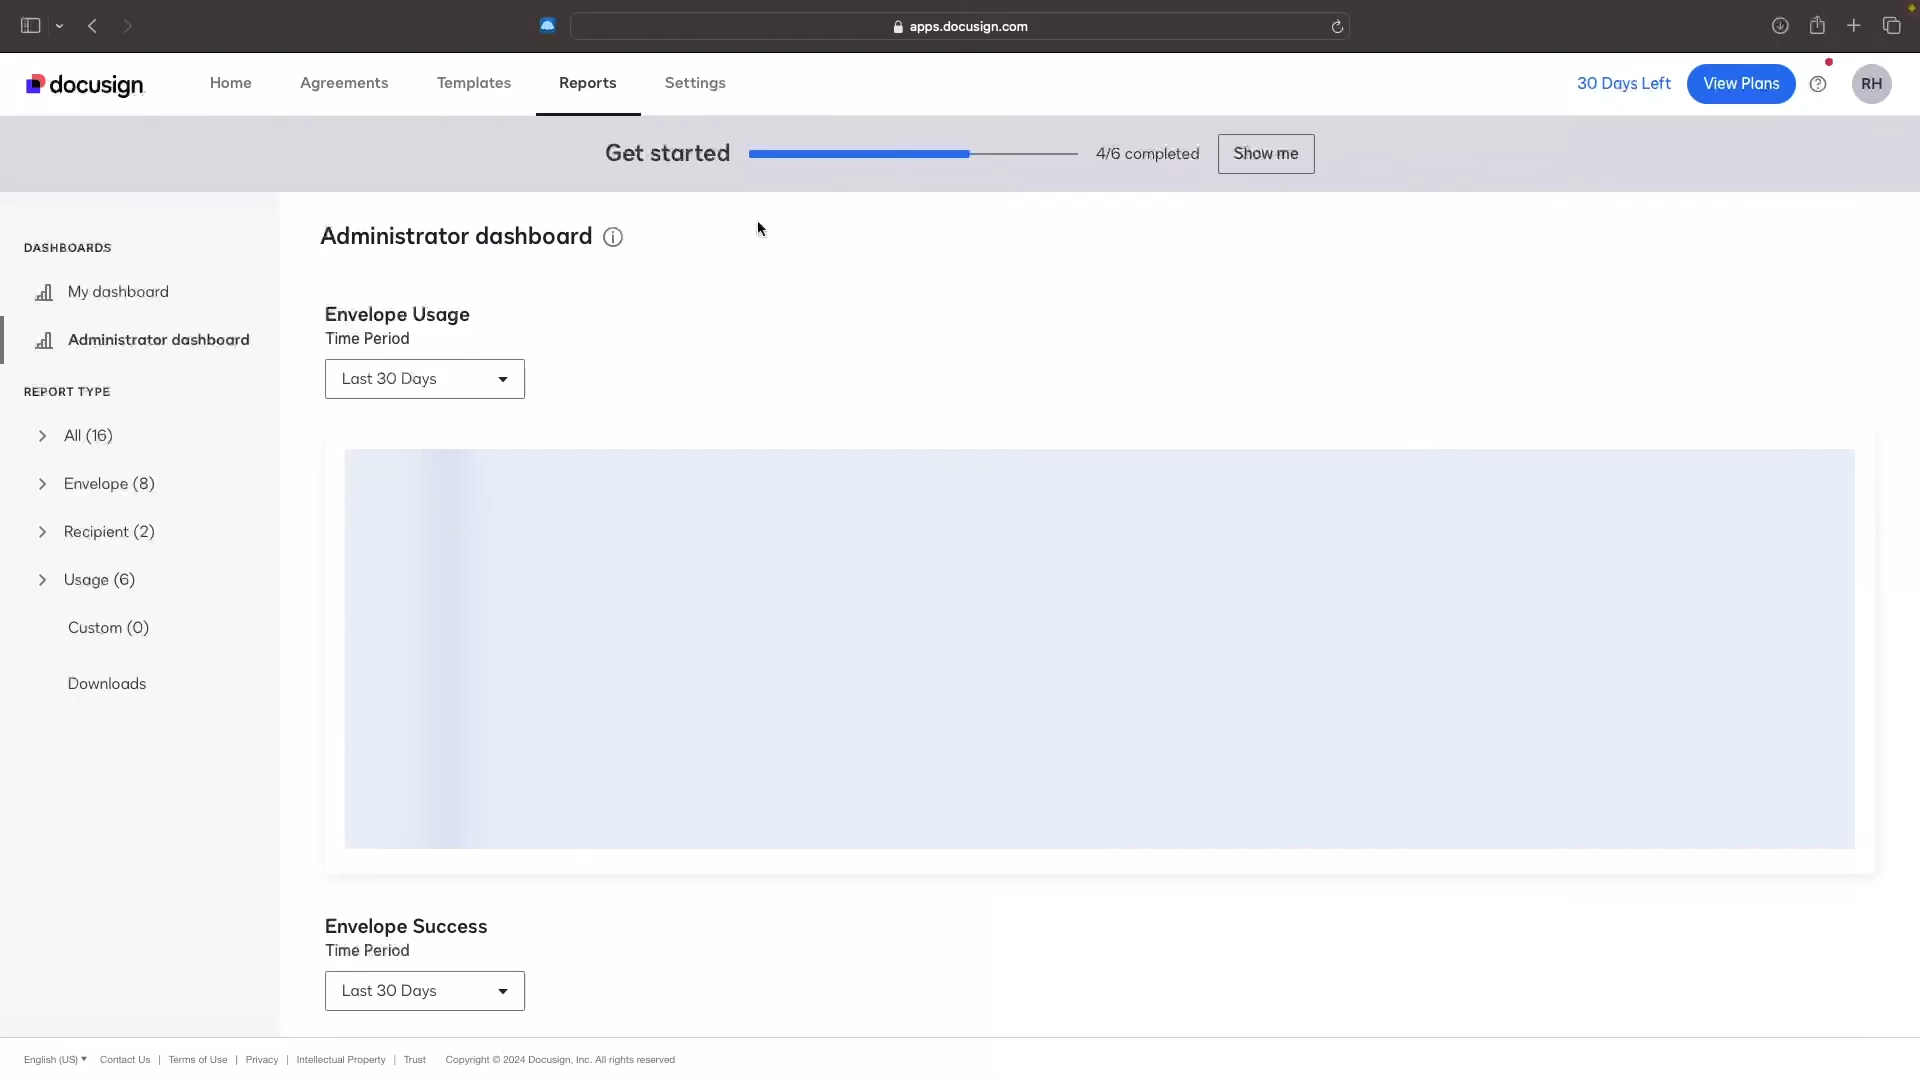 apps.docusign.com
docusign
Home
Agreements
Templates
Reports
Settings
30 Days Left
View Plans
RH
Get started
4/6 completed
Show me
DASHBOARDS
My dashboard
Administrator dashboard
REPORT TYPE
All (16)
Envelope (8)
Recipient (2)
Usage (6)
Custom (0)
Downloads
Administrator dashboard
Envelope Usage
Time Period
Last 30 Days
Envelope Success
Time Period
Last 30 Days
English (US) Contact Us | Terms of Use | Privacy | Intellectual Property | Trust Copyright © 2024 Docusign, Inc. All rights reserved